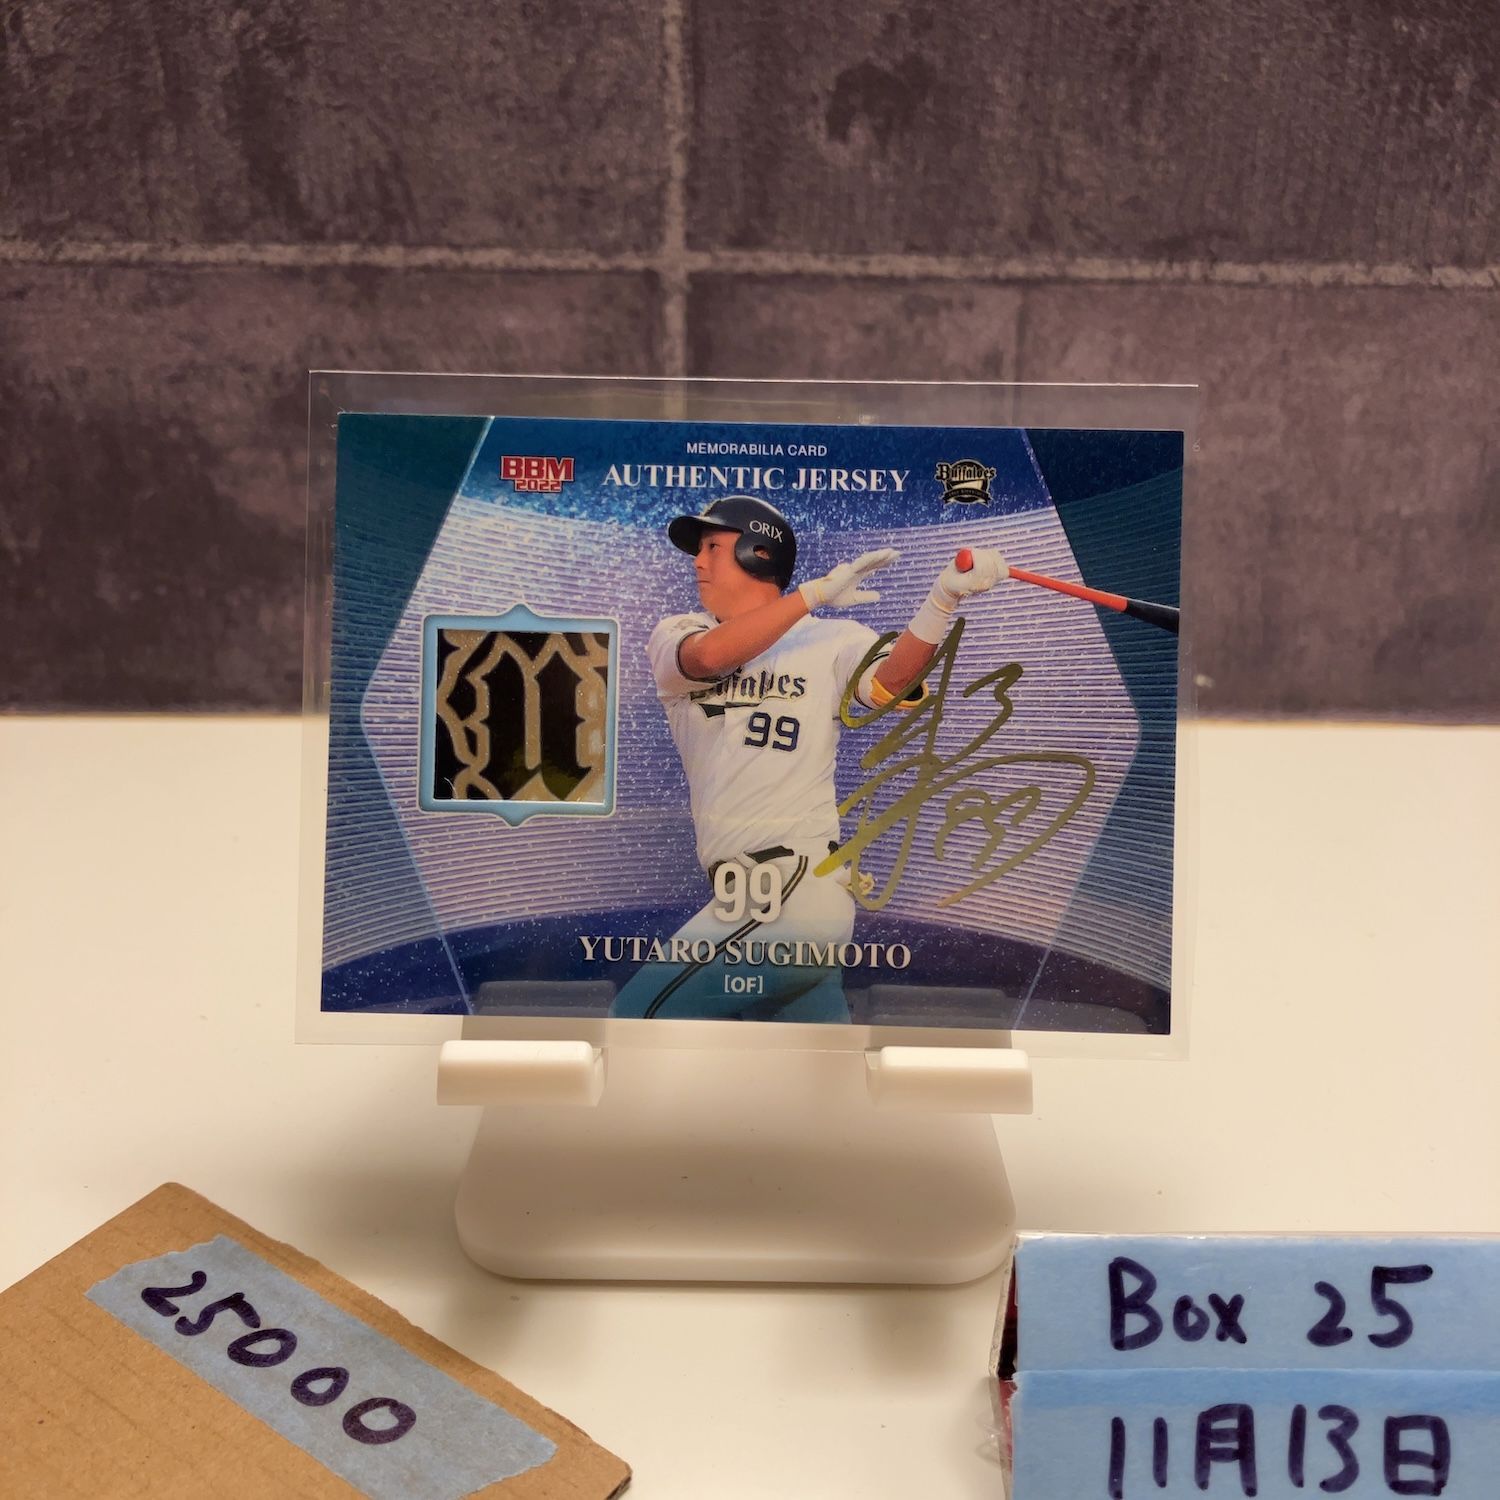 MEMORABILIA CARD
BBM
2022
AUTHENTIC JERSEY
Buffaloes
ORIX
Buffaloes
99
99
YUTARO SUGIMOTO
[OF]
25000
Box 25
11月13日